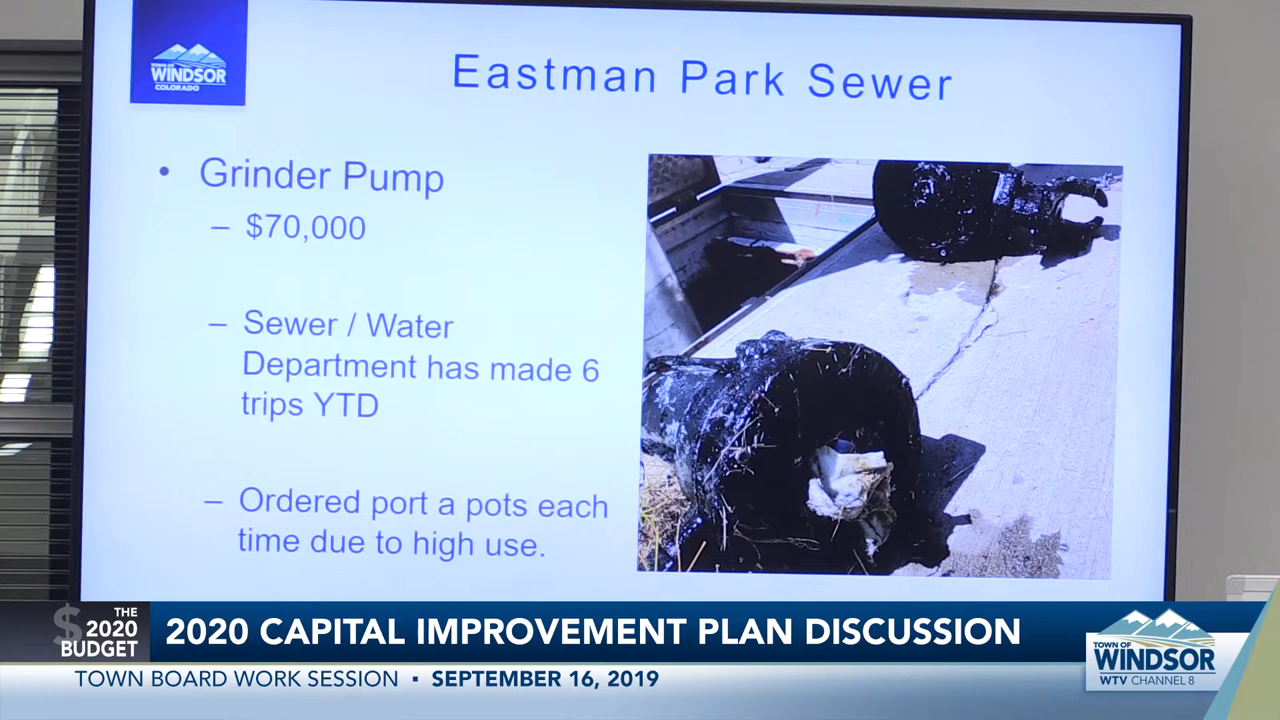 TOWN OF
WINDSOR
COLORADO
Eastman Park Sewer
• Grinder Pump
– $70,000
– Sewer / Water
Department has made 6
trips YTD
– Ordered port a pots each
time due to high use.
$ THE
2020
BUDGET
2020 CAPITAL IMPROVEMENT PLAN DISCUSSION
TOWN BOARD WORK SESSION ▪ SEPTEMBER 16, 2019
TOWN OF
WINDSOR
WTV CHANNEL 8